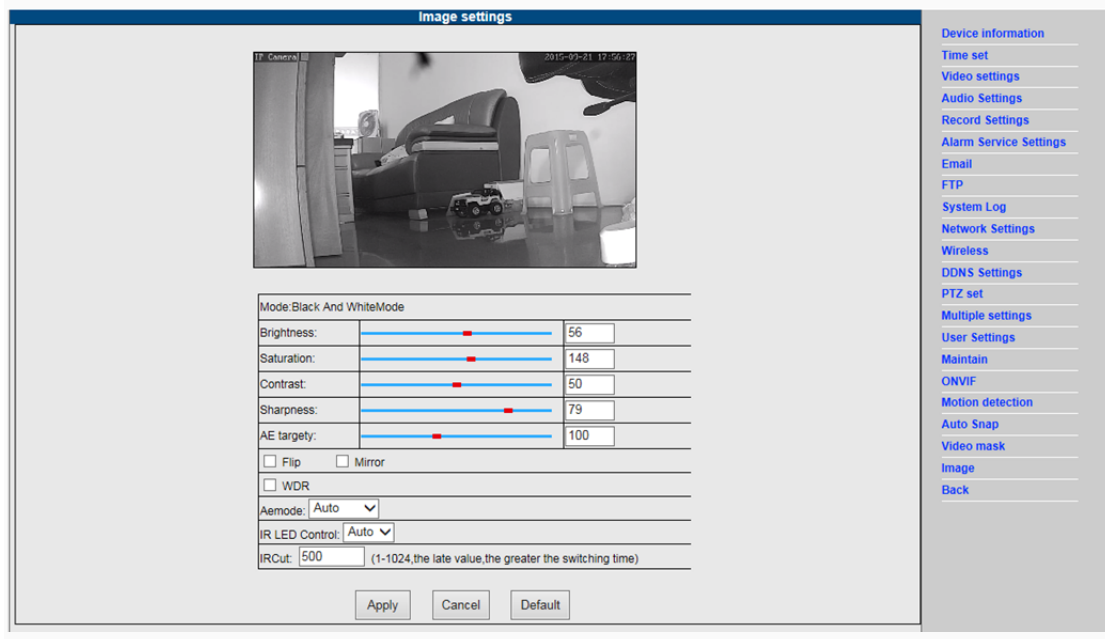 Image settings
IP Camera
2015-09-21 17:56:27
Mode:Black And WhiteMode
Brightness: 56
Saturation: 148
Contrast: 50
Sharpness: 79
AE targety: 100
Flip Mirror
WDR
Aemode: Auto
IR LED Control: Auto
IRCut: 500 (1-1024,the late value,the greater the switching time)
Apply Cancel Default
Device information
Time set
Video settings
Audio Settings
Record Settings
Alarm Service Settings
Email
FTP
System Log
Network Settings
Wireless
DDNS Settings
PTZ set
Multiple settings
User Settings
Maintain
ONVIF
Motion detection
Auto Snap
Video mask
Image
Back